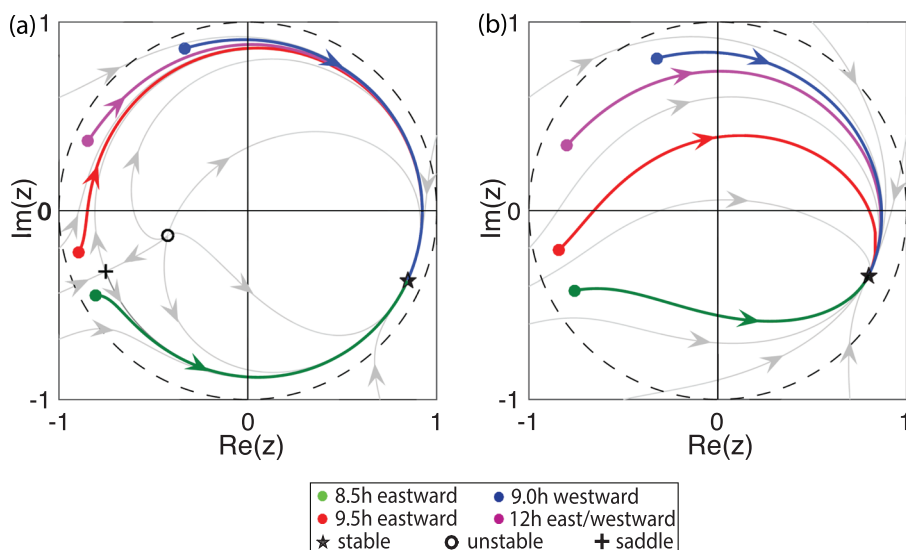 (a)
1
Im(z)
0
-1
-1
0
1
Re(z)
(b)
1
Im(z)
0
-1
-1
0
1
Re(z)
8.5h eastward 9.0h westward
9.5h eastward 12h east/westward
stable unstable saddle